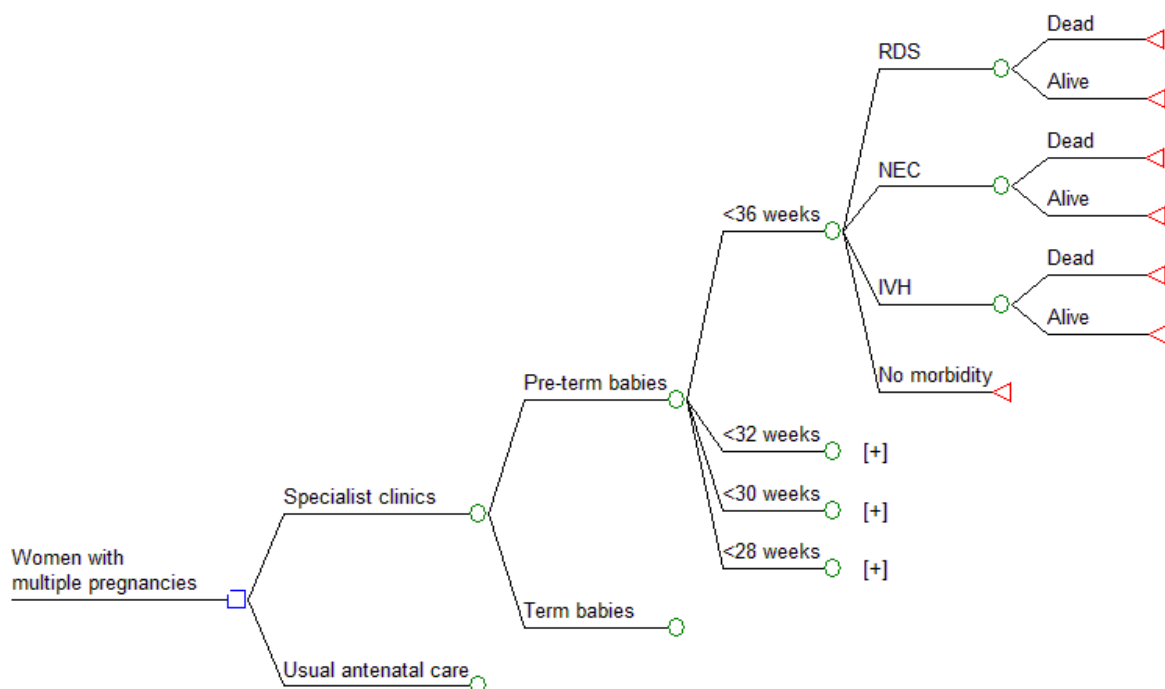 Dead
RDS
Alive
Dead
NEC
Alive
<36 weeks
Dead
IVH
Alive
No morbidity
Pre-term babies
<32 weeks
[+]
<30 weeks
[+]
Specialist clinics
<28 weeks
[+]
Women with
multiple pregnancies
Term babies
Usual antenatal care